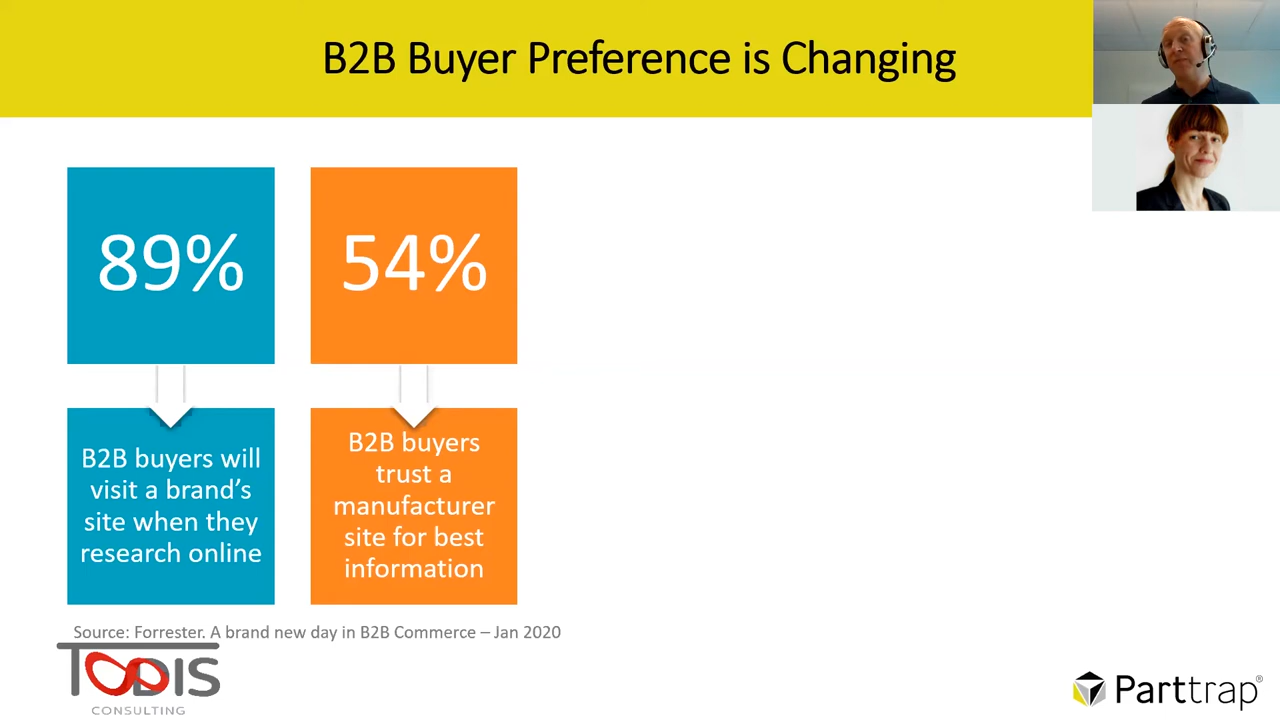 B2B Buyer Preference is Changing
89%
54%
B2B buyers will
visit a brand's
site when they
research online
B2B buyers
trust a
manufacturer
site for best
information
Source: Forrester. A brand new day in B2B Commerce – Jan 2020
TODIS
CONSULTING
Parttrap®